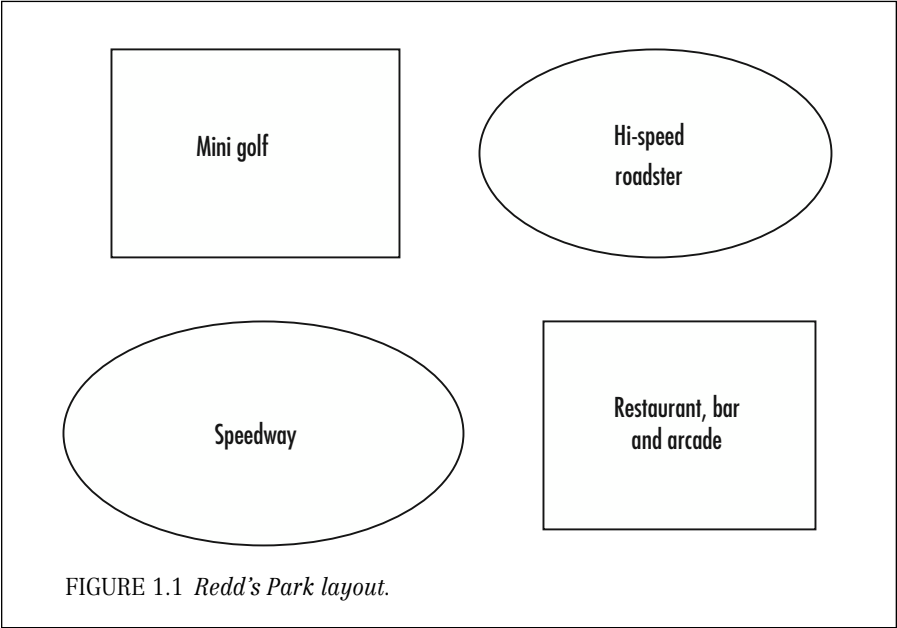 Mini golf
Hi-speed
roadster
Speedway
Restaurant, bar
and arcade
FIGURE 1.1 Redd's Park layout.